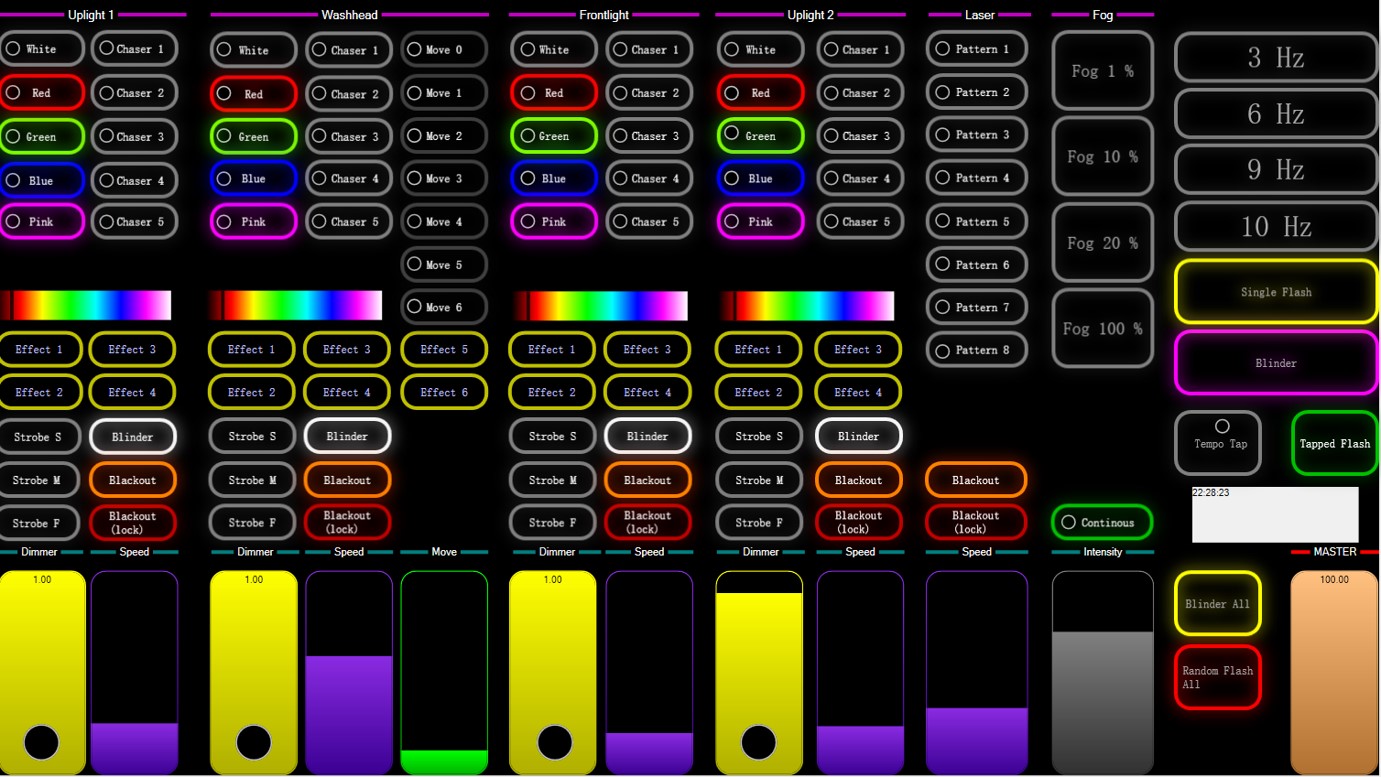 Uplight 1
White
Chaser 1
Red
Chaser 2
Green
Chaser 3
Blue
Chaser 4
Pink
Chaser 5
Effect 1
Effect 3
Effect 2
Effect 4
Strobe S
Blinder
Strobe M
Blackout
Strobe F
Blackout
(lock)
Dimmer
Speed
1.00
Washhead
White
Chaser 1
Move 0
Red
Chaser 2
Move 1
Green
Chaser 3
Move 2
Blue
Chaser 4
Move 3
Pink
Chaser 5
Move 4
Move 5
Move 6
Effect 1
Effect 3
Effect 5
Effect 2
Effect 4
Effect 6
Strobe S
Blinder
Strobe M
Blackout
Strobe F
Blackout
(lock)
Dimmer
Speed
Move
1.00
Frontlight
White
Chaser 1
Red
Chaser 2
Green
Chaser 3
Blue
Chaser 4
Pink
Chaser 5
Effect 1
Effect 3
Effect 2
Effect 4
Strobe S
Blinder
Strobe M
Blackout
Strobe F
Blackout
(lock)
Dimmer
Speed
1.00
Uplight 2
White
Chaser 1
Red
Chaser 2
Green
Chaser 3
Blue
Chaser 4
Pink
Chaser 5
Effect 1
Effect 3
Effect 2
Effect 4
Strobe S
Blinder
Strobe M
Blackout
Strobe F
Blackout
(lock)
Dimmer
Speed
Laser
Pattern 1
Pattern 2
Pattern 3
Pattern 4
Pattern 5
Pattern 6
Pattern 7
Pattern 8
Blackout
Blackout
(lock)
Speed
Fog
Fog 1 %
Fog 10 %
Fog 20 %
Fog 100 %
Continous
Intensity
3 Hz
6 Hz
9 Hz
10 Hz
Single Flash
Blinder
Tempo Tap
Tapped Flash
22:28:23
MASTER
Blinder All
100.00
Random Flash
All